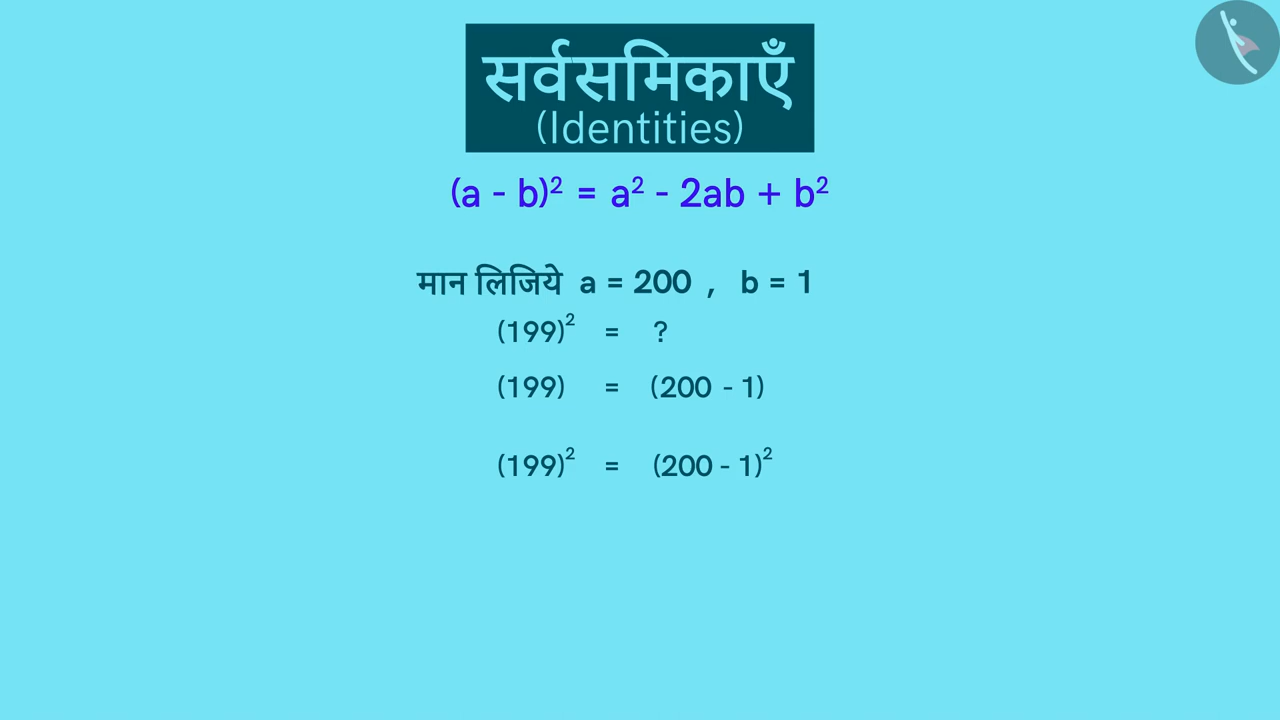 सर्वसमिकाएँ
(Identities)
(a - b)² = a² - 2ab + b²
मान लिजिये a = 200 , b = 1
(199)² = ?
(199) = (200 - 1)
(199)² = (200 - 1)²